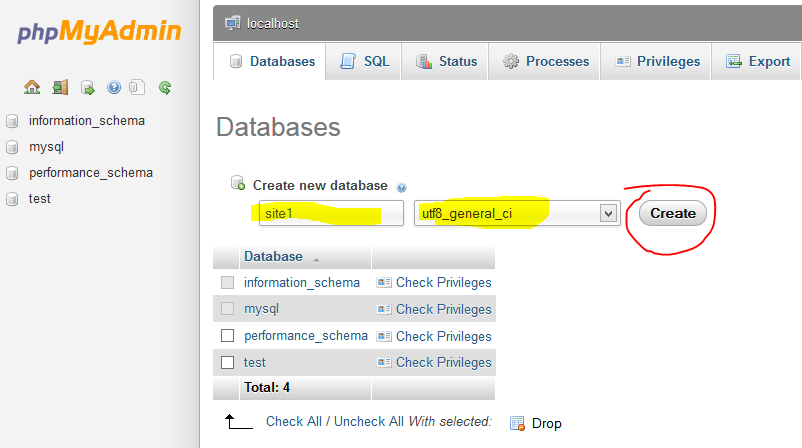 phpMyAdmin
localhost
Databases SQL Status Processes Privileges Export
information_schema
mysql
performance_schema
test
Databases
Create new database
site1 utf8_general_ci Create
Database
information_schema Check Privileges
mysql Check Privileges
performance_schema Check Privileges
test Check Privileges
Total: 4
Check All / Uncheck All With selected: Drop